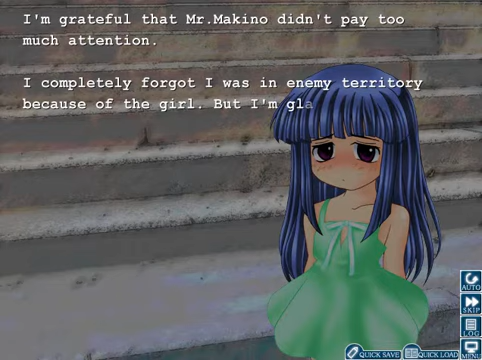 I'm grateful that Mr.Makino didn't pay too
much attention.
I completely forgot I was in enemy territory
because of the girl. But I'm gla
AUTO
SKIP
LOG
QUICK SAVE
QUICK LOAD
MENU